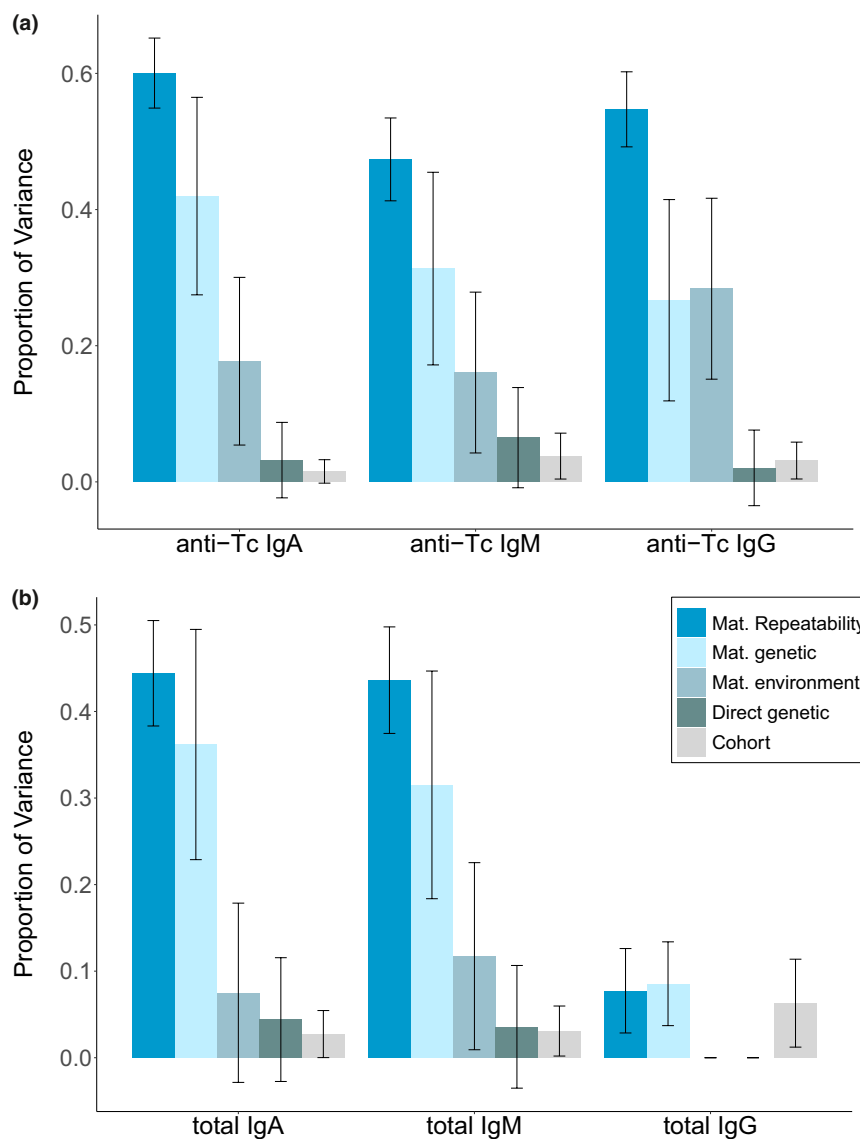 (a)
Proportion of Variance
0.6
0.4
0.2
0.0
anti−Tc IgA anti−Tc IgM anti−Tc IgG
(b)
Proportion of Variance
0.5
0.4
0.3
0.2
0.1
0.0
Mat. Repeatability
Mat. genetic
Mat. environment
Direct genetic
Cohort
total IgA total IgM total IgG